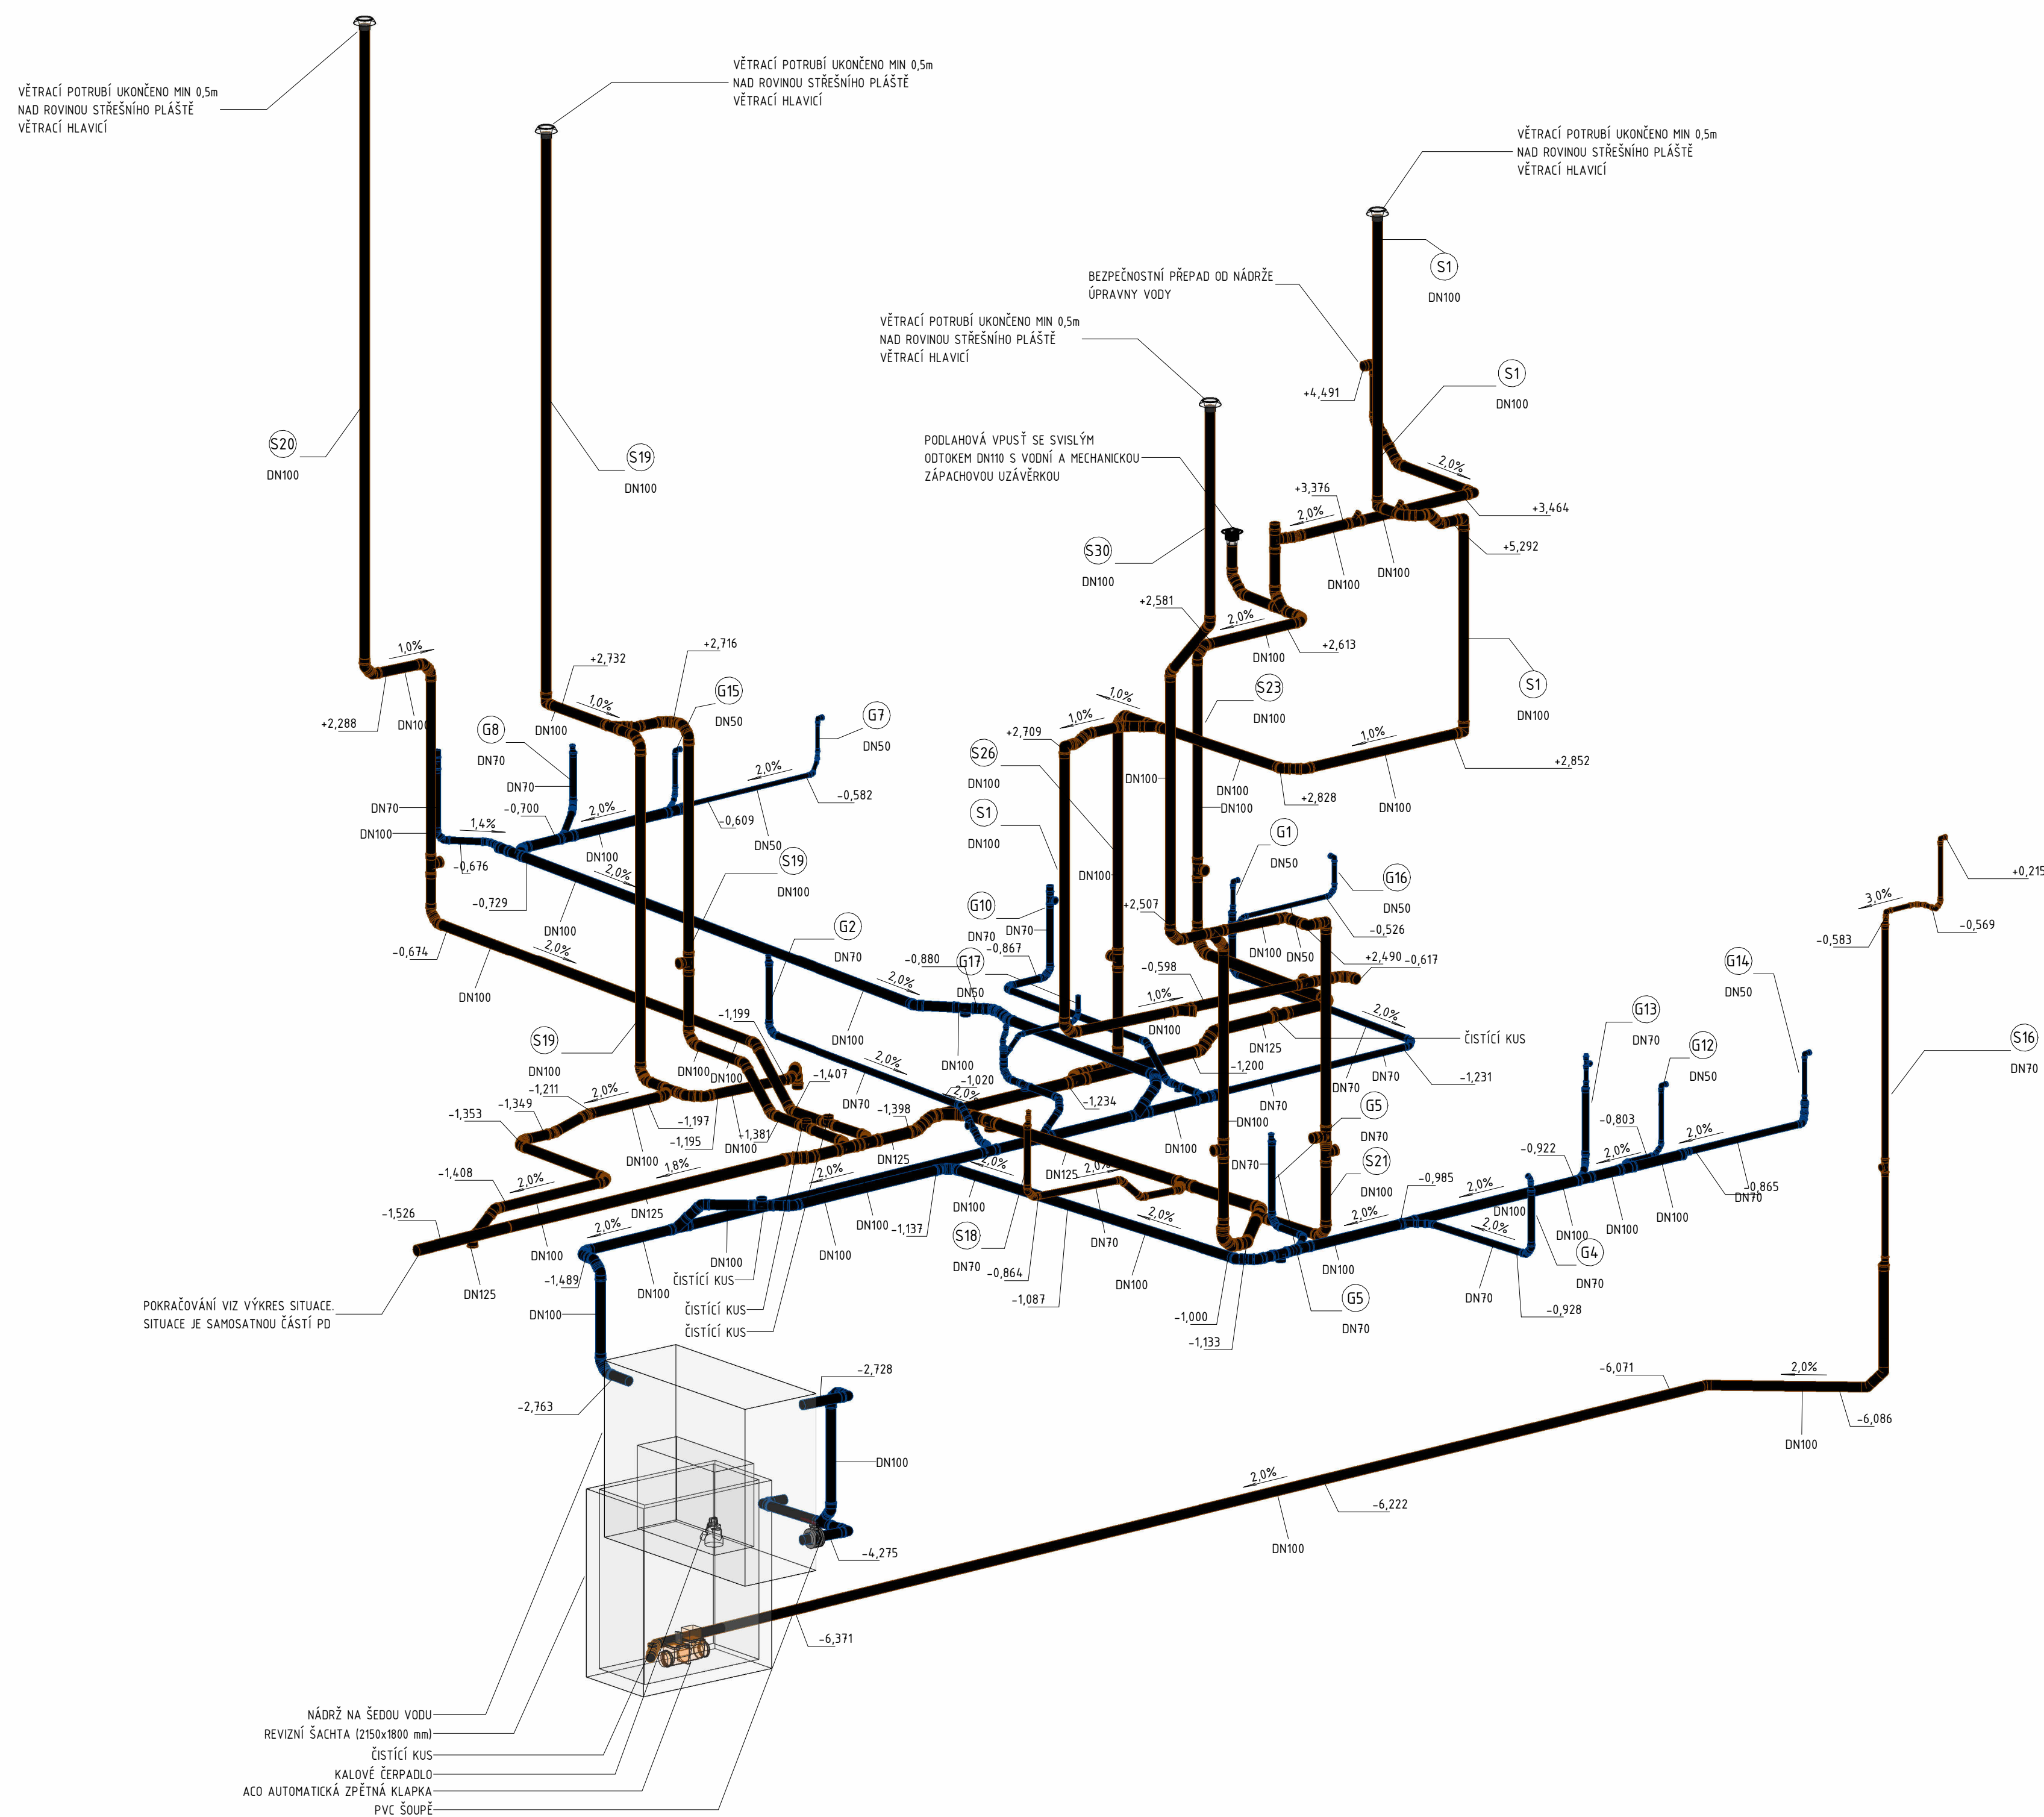 VĚTRACÍ POTRUBÍ UKONČENO MIN 0,5m
NAD ROVINOU STŘEŠNÍHO PLÁŠTĚ
VĚTRACÍ HLAVICÍ
VĚTRACÍ POTRUBÍ UKONČENO MIN 0,5m
NAD ROVINOU STŘEŠNÍHO PLÁŠTĚ
VĚTRACÍ HLAVICÍ
VĚTRACÍ POTRUBÍ UKONČENO MIN 0,5m
NAD ROVINOU STŘEŠNÍHO PLÁŠTĚ
VĚTRACÍ HLAVICÍ
S1
DN100
BEZPEČNOSTNÍ PŘEPAD OD NÁDRŽE
ÚPRAVNY VODY
VĚTRACÍ POTRUBÍ UKONČENO MIN 0,5m
NAD ROVINOU STŘEŠNÍHO PLÁŠTĚ
VĚTRACÍ HLAVICÍ
+4,491
S1
DN100
S20
DN100
S19
DN100
PODLAHOVÁ VPUSŤ SE SVISLÝM
ODTOKEM DN110 S VODNÍ A MECHANICKOU
ZÁPACHOVOU UZÁVĚRKOU
2,0%
+3,376
2,0%
+3,464
+5,292
S30
DN100
DN100
DN100
+2,581
2,0%
+2,613
DN100
1,0%
+2,288
DN100
+2,732
+2,716
1,0%
DN100
G15
DN50
G7
DN50
G8
DN70
DN70
2,0%
-0,582
-0,700
2,0%
-0,609
DN50
DN70
DN100
1,4%
-0,676
DN100
2,0%
-0,729
DN100
S19
DN100
S23
DN100
S1
DN100
1,0%
1,0%
+2,709
1,0%
+2,852
DN100
+2,828
DN100
DN100
DN100
S26
DN100
S1
DN100
DN100
G1
DN50
G16
DN50
-0,526
G10
DN70
DN70
+2,507
-0,867
DN100
DN50
+2,490
-0,617
+0,215
3,0%
-0,569
-0,583
-0,674
2,0%
DN100
G2
DN70
2,0%
-0,880
G17
DN50
-0,598
1,0%
DN100
DN125
2,0%
ČISTÍCÍ KUS
G14
DN50
G13
DN70
G12
DN50
S16
DN70
S19
DN100
-1,199
DN100
DN100
DN100
DN100
2,0%
DN70
-1,407
-1,020
2,0%
-1,200
-1,234
-1,231
DN70
DN70
DN70
-1,211
2,0%
-1,349
-1,353
-1,197
-1,195
-1,381
DN100
DN100
-1,398
DN125
DN100
DN100
G5
DN70
DN70
S21
DN100
-0,803
2,0%
2,0%
-0,922
-0,865
DN70
DN100
DN100
-1,408
2,0%
1,8%
2,0%
2,0%
DN100
DN125
2,0%
-0,985
2,0%
2,0%
DN100
DN100
-1,526
DN125
DN100
2,0%
DN100
DN100
DN100
DN100
-1,137
S18
DN70
-0,864
-1,087
DN70
2,0%
DN100
DN100
2,0%
DN70
G4
DN70
-0,928
-1,489
DN125
ČISTÍCÍ KUS
ČISTÍCÍ KUS
ČISTÍCÍ KUS
G5
DN70
-1,000
-1,133
POKRAČOVÁNÍ VIZ VÝKRES SITUACE.
SITUACE JE SAMOSATNOU ČÁSTÍ PD
DN100
-2,763
-2,728
DN100
-4,275
-6,071
2,0%
-6,086
DN100
2,0%
-6,222
DN100
-6,371
NÁDRŽ NA ŠEDOU VODU
REVIZNÍ ŠACHTA (2150x1800 mm)
ČISTÍCÍ KUS
KALOVÉ ČERPADLO
ACO AUTOMATICKÁ ZPĚTNÁ KLAPKA
PVC ŠOUPĚ